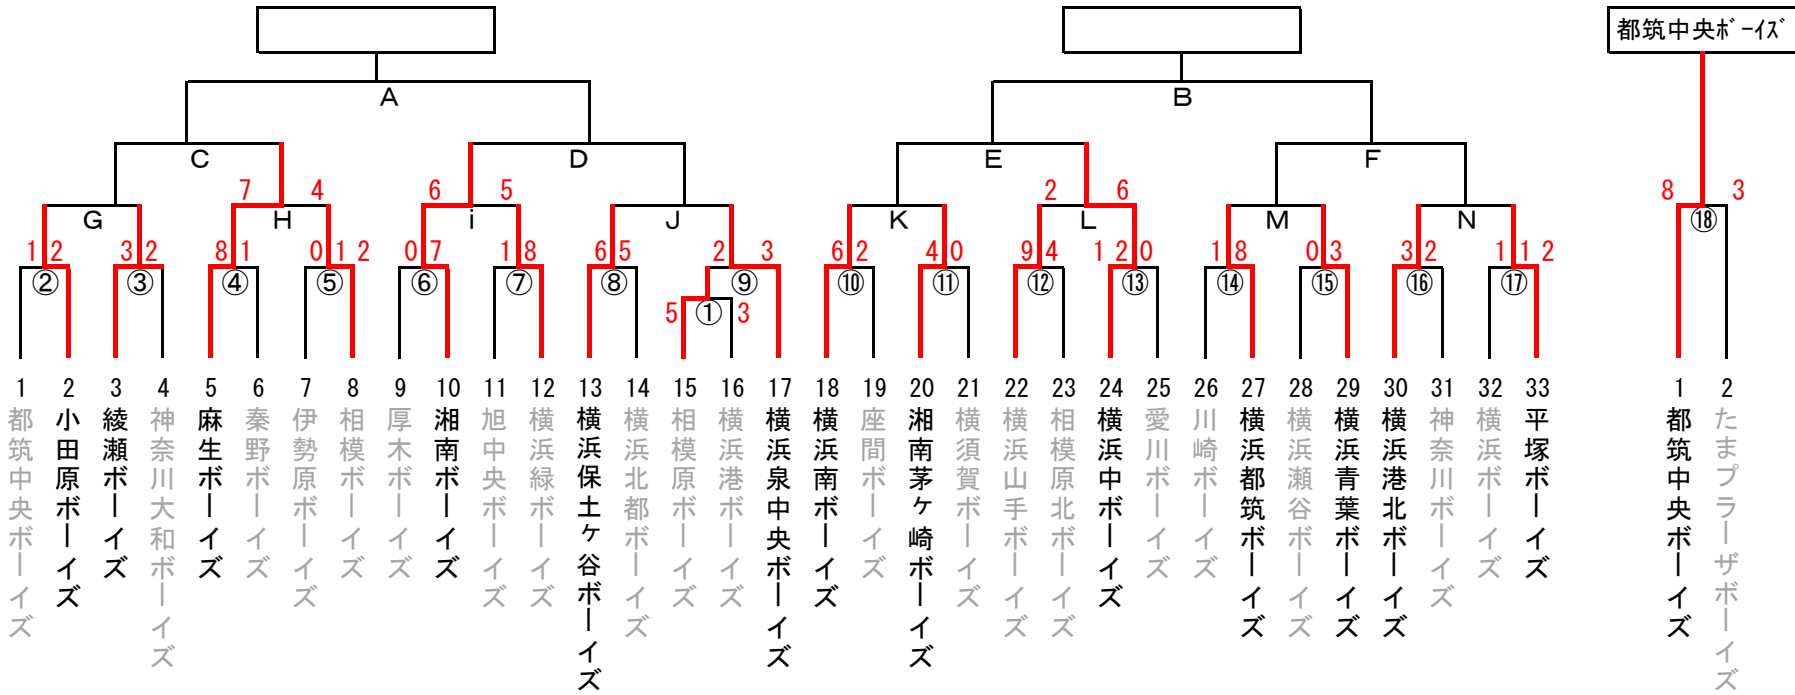 都筑中央ﾎﾞｰｲｽﾞ
A
B
C
D
E
F
7 4
6 5
2 6
8 3
G
H
i
J
K
L
M
N
⑱
1 2
3 2
8 1
0 1 2
0 7
1 8
6 5
2 3
6 2
4 0
9 4
1 2 0
1 8
0 3
3 2
1 1 2
②
③
④
⑤
⑥
⑦
⑧
⑨
⑩
⑪
⑫
⑬
⑭
⑮
⑯
⑰
5 ① 3
1 都筑中央ボーイズ
2 小田原ボーイズ
3 綾瀬ボーイズ
4 神奈川大和ボーイズ
5 麻生ボーイズ
6 秦野ボーイズ
7 伊勢原ボーイズ
8 相模ボーイズ
9 厚木ボーイズ
10 湘南ボーイズ
11 旭中央ボーイズ
12 横浜緑ボーイズ
13 横浜保土ヶ谷ボーイズ
14 横浜北都ボーイズ
15 相模原ボーイズ
16 横浜港ボーイズ
17 横浜泉中央ボーイズ
18 横浜南ボーイズ
19 座間ボーイズ
20 湘南茅ヶ崎ボーイズ
21 横須賀ボーイズ
22 横浜山手ボーイズ
23 相模原北ボーイズ
24 横浜中ボーイズ
25 愛川ボーイズ
26 川崎ボーイズ
27 横浜都筑ボーイズ
28 横浜瀬谷ボーイズ
29 横浜青葉ボーイズ
30 横浜港北ボーイズ
31 神奈川ボーイズ
32 横浜ボーイズ
33 平塚ボーイズ
1 都筑中央ボーイズ
2 たまプラーザボーイズ